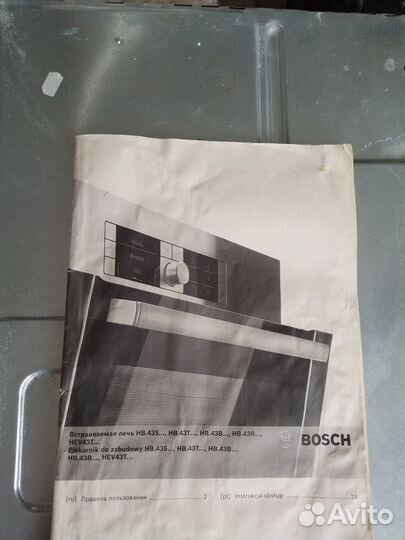 Встраиваемая печь HB.43S..., HB.43T..., HB.43B..., HB.43R...,
HEV43T...
Piekarnik do zabudowy HB.43S..., HB.43T..., HB.43B...,
HB.43R..., HEV43T...
BOSCH
[ru] Правила пользования 2
[pl] Instrukcja obsługi 24
Avito